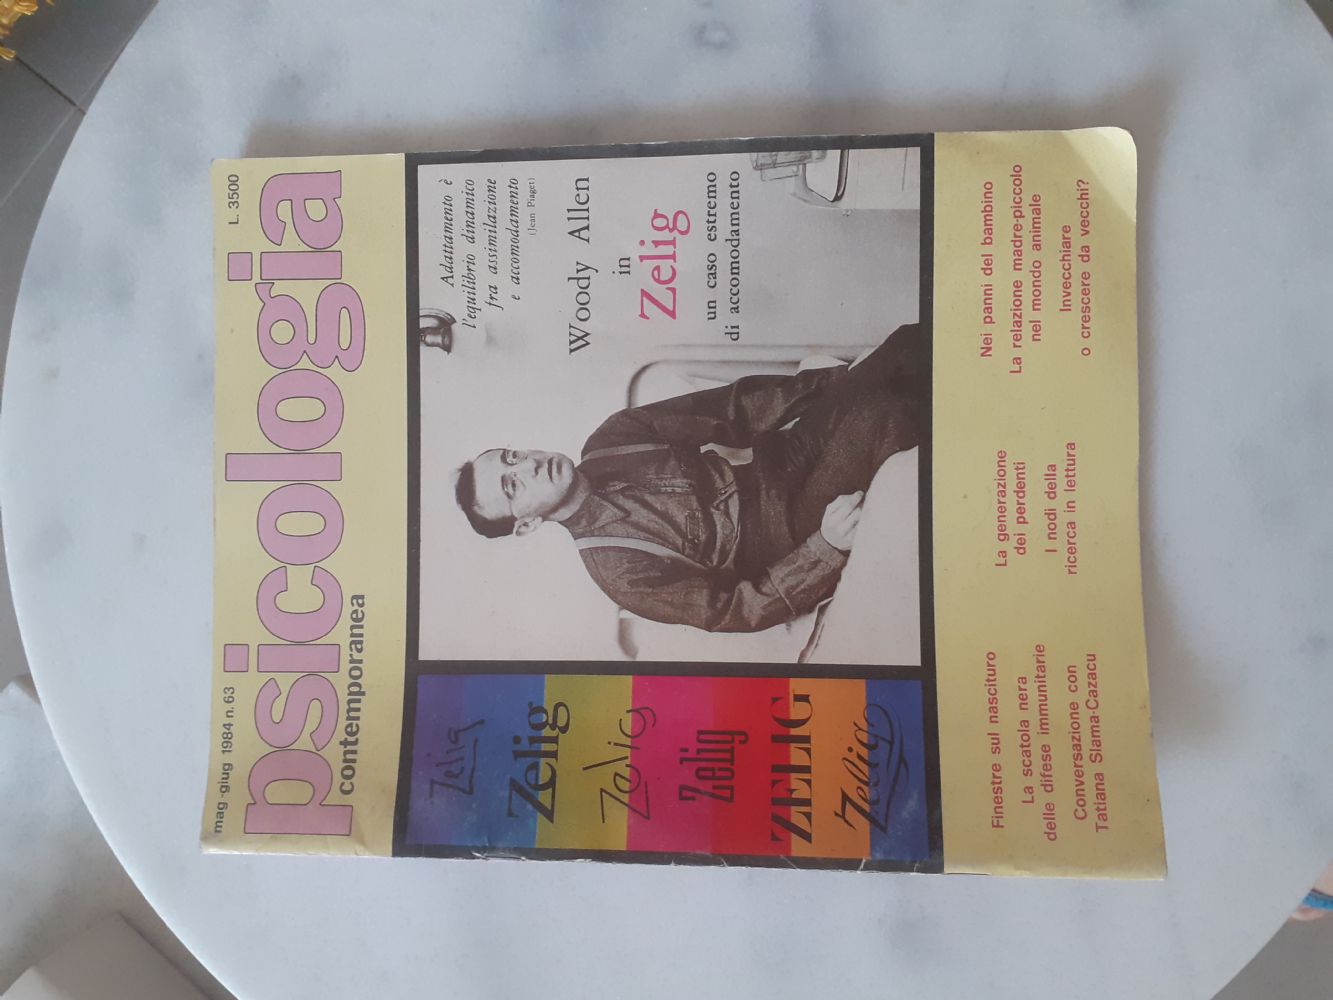 mag-giug 1984 n. 63
L. 3500
psicologia
contemporanea
Zelig
Zelig
Zelig
Zelig
ZELIG
Zelig
Adattamento è
l'equilibrio dinamico
fra assimilazione
e accomodamento
(Jean Piaget)
Woody Allen
in
Zelig
un caso estremo
di accomodamento
Finestre sul nascituro
La scatola nera
delle difese immunitarie
Conversazione con
Tatiana Slama-Cazacu
La generazione
dei perdenti
I nodi della
ricerca in lettura
Nei panni del bambino
La relazione madre-piccolo
nel mondo animale
Invecchiare
o crescere da vecchi?